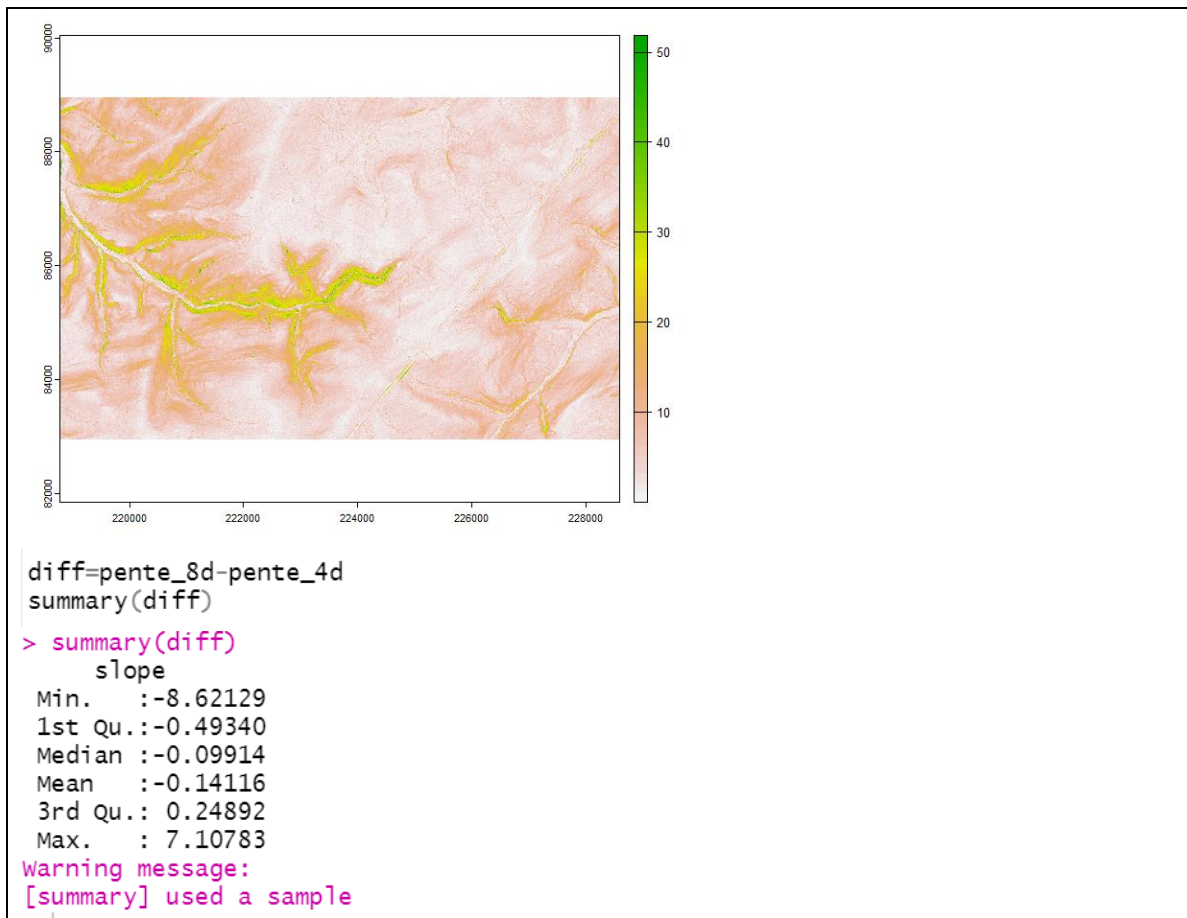 90000
88000
86000
84000
82000
220000 222000 224000 226000 228000
50
40
30
20
10
diff=pente_8d-pente_4d
summary(diff)
> summary(diff)
slope
Min. :-8.62129
1st Qu.:-0.49340
Median :-0.09914
Mean :-0.14116
3rd Qu.: 0.24892
Max. : 7.10783
Warning message:
[summary] used a sample